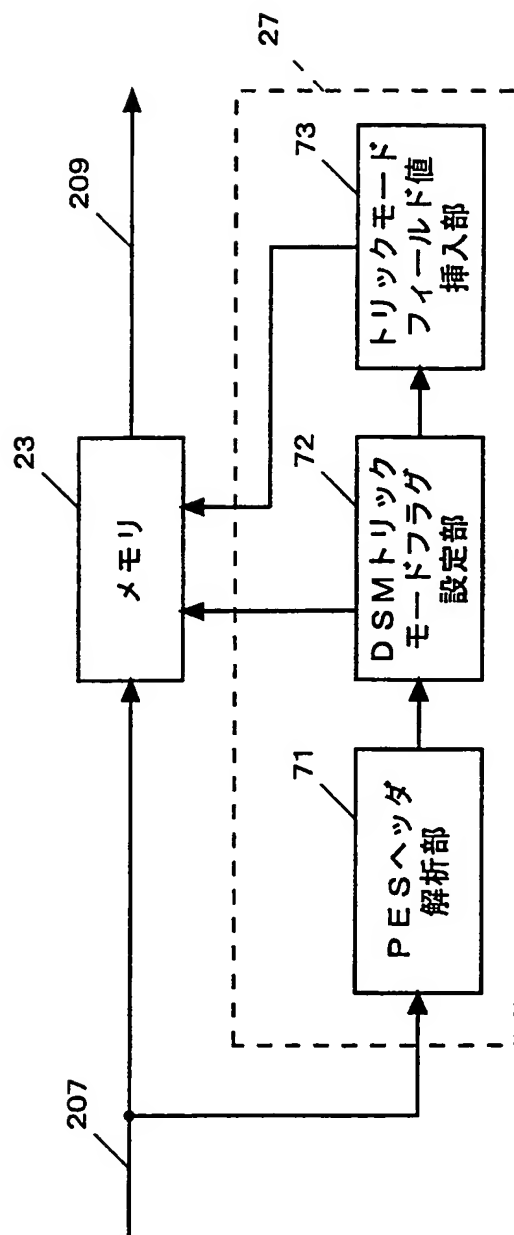 207
209
23
メモリ
27
71
PESヘッダ
解析部
72
DSMトリック
モードフラグ
設定部
73
トリックモード
フィールド値
挿入部